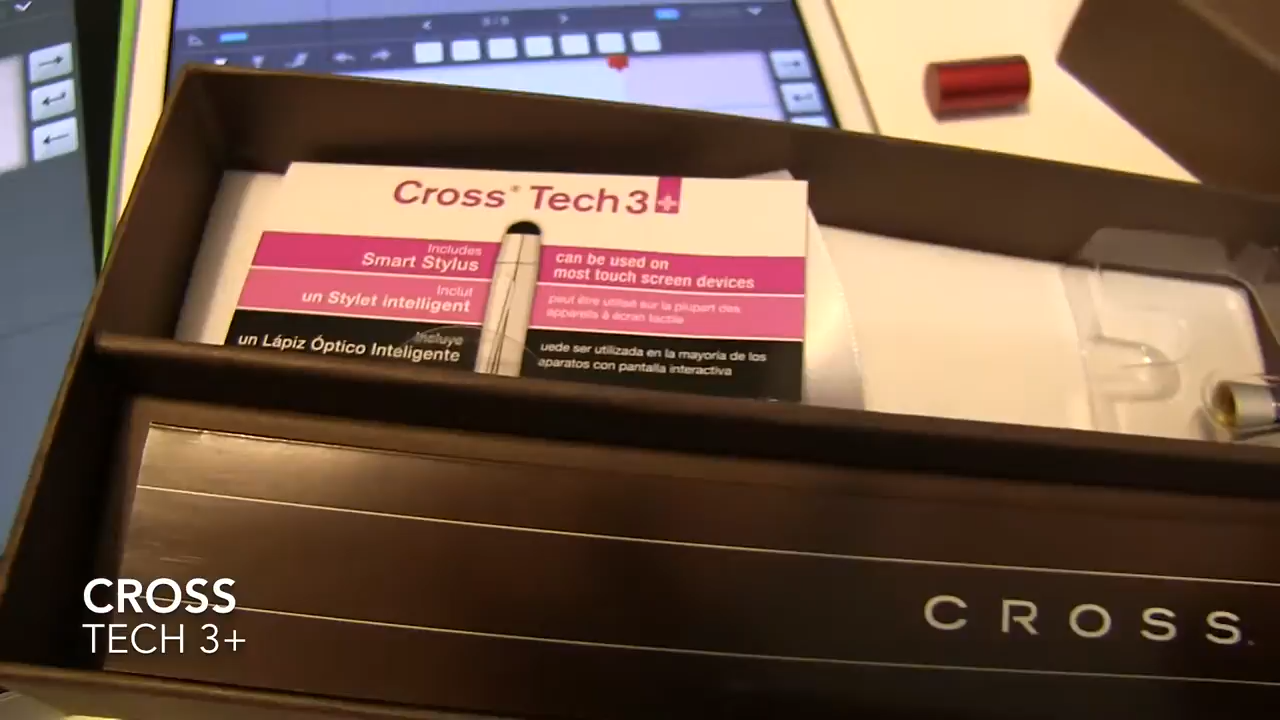 Cross® Tech 3+
Includes
Smart Stylus
can be used on
most touch screen devices
Inclut
un Stylet intelligent
peut être utilisé sur la plupart des
appareils à écran tactile
Incluye
un Lápiz Óptico Inteligente
uede ser utilizada en la mayoría de los
aparatos con pantalla interactiva
CROSS
CROSS
TECH 3+